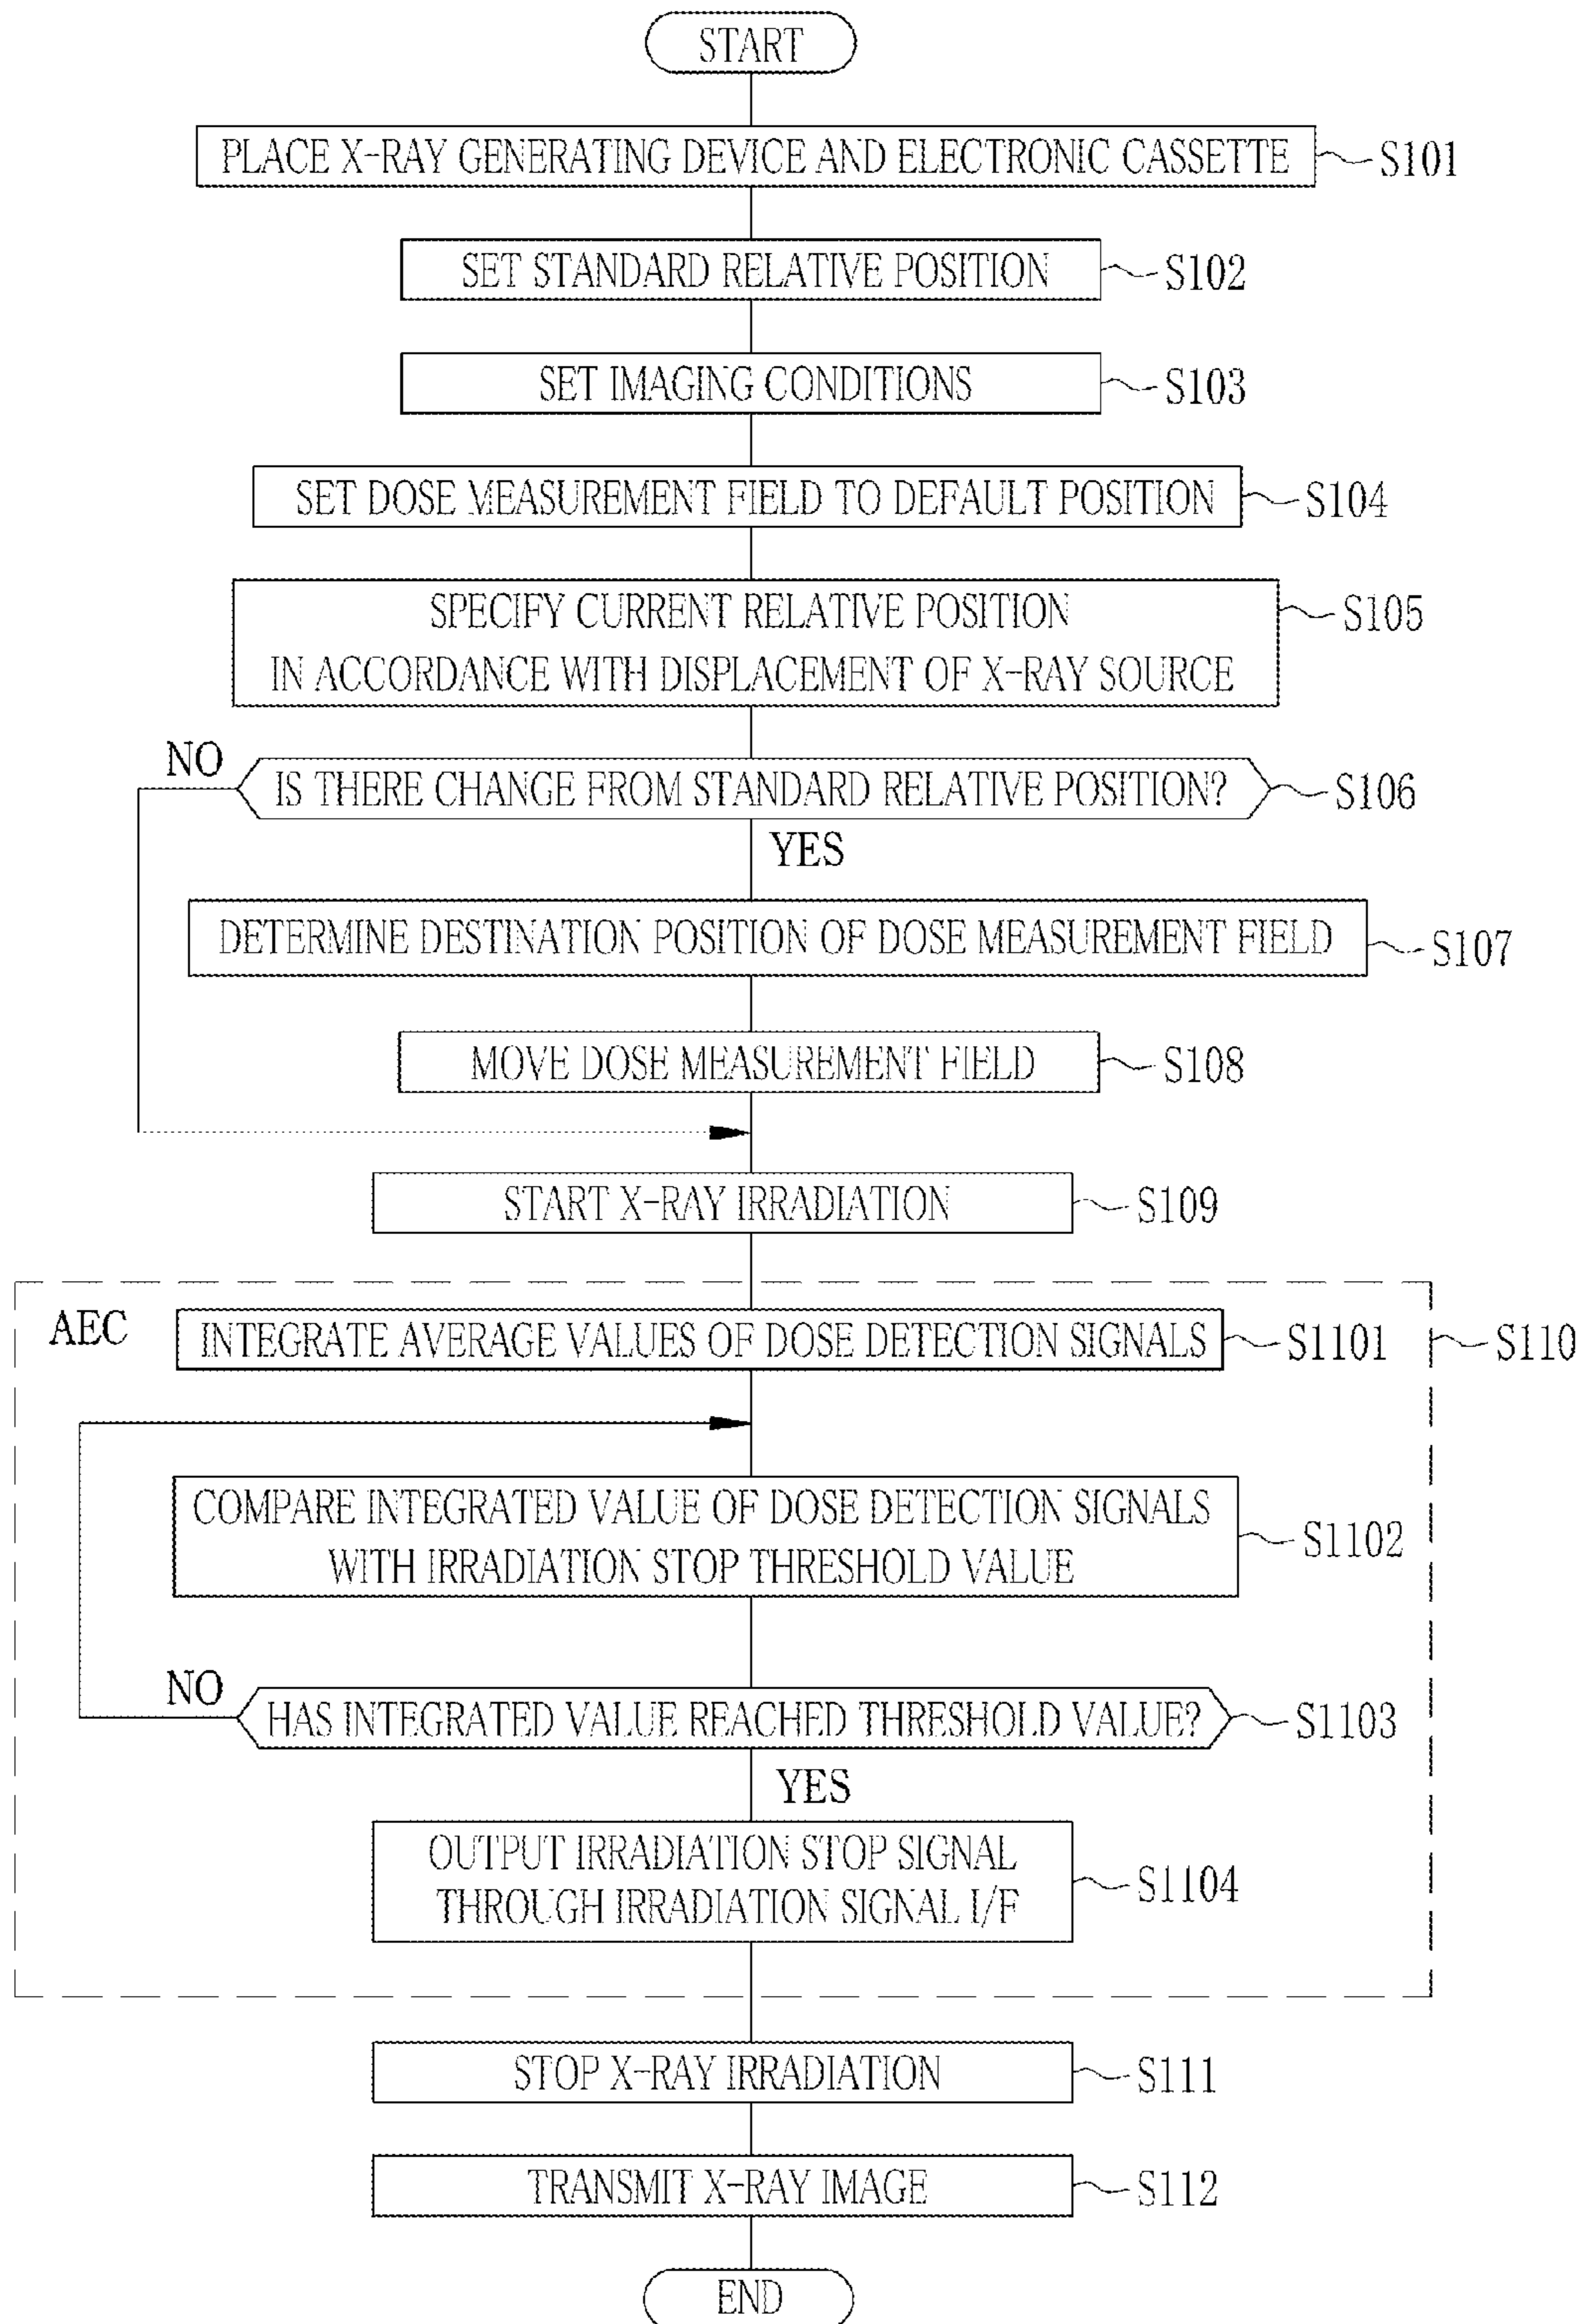 START
PLACE X-RAY GENERATING DEVICE AND ELECTRONIC CASSETTE
S101
SET STANDARD RELATIVE POSITION
S102
SET IMAGING CONDITIONS
S103
SET DOSE MEASUREMENT FIELD TO DEFAULT POSITION
S104
SPECIFY CURRENT RELATIVE POSITION
IN ACCORDANCE WITH DISPLACEMENT OF X-RAY SOURCE
S105
NO
IS THERE CHANGE FROM STANDARD RELATIVE POSITION?
S106
YES
DETERMINE DESTINATION POSITION OF DOSE MEASUREMENT FIELD
S107
MOVE DOSE MEASUREMENT FIELD
S108
START X-RAY IRRADIATION
S109
AEC
INTEGRATE AVERAGE VALUES OF DOSE DETECTION SIGNALS
S1101
S110
COMPARE INTEGRATED VALUE OF DOSE DETECTION SIGNALS
WITH IRRADIATION STOP THRESHOLD VALUE
S1102
NO
HAS INTEGRATED VALUE REACHED THRESHOLD VALUE?
S1103
YES
OUTPUT IRRADIATION STOP SIGNAL
THROUGH IRRADIATION SIGNAL I/F
S1104
STOP X-RAY IRRADIATION
S111
TRANSMIT X-RAY IMAGE
S112
END